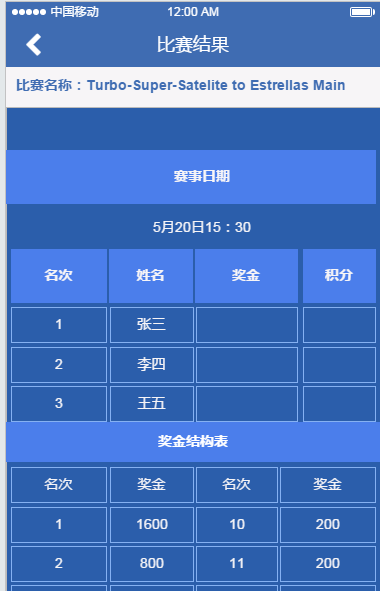 中国移动 12:00 AM
比赛结果
比赛名称：Turbo-Super-Satelite to Estrellas Main
赛事日期
5月20日15：30
名次 姓名 奖金 积分
1 张三
2 李四
3 王五
奖金结构表
名次 奖金 名次 奖金
1 1600 10 200
2 800 11 200